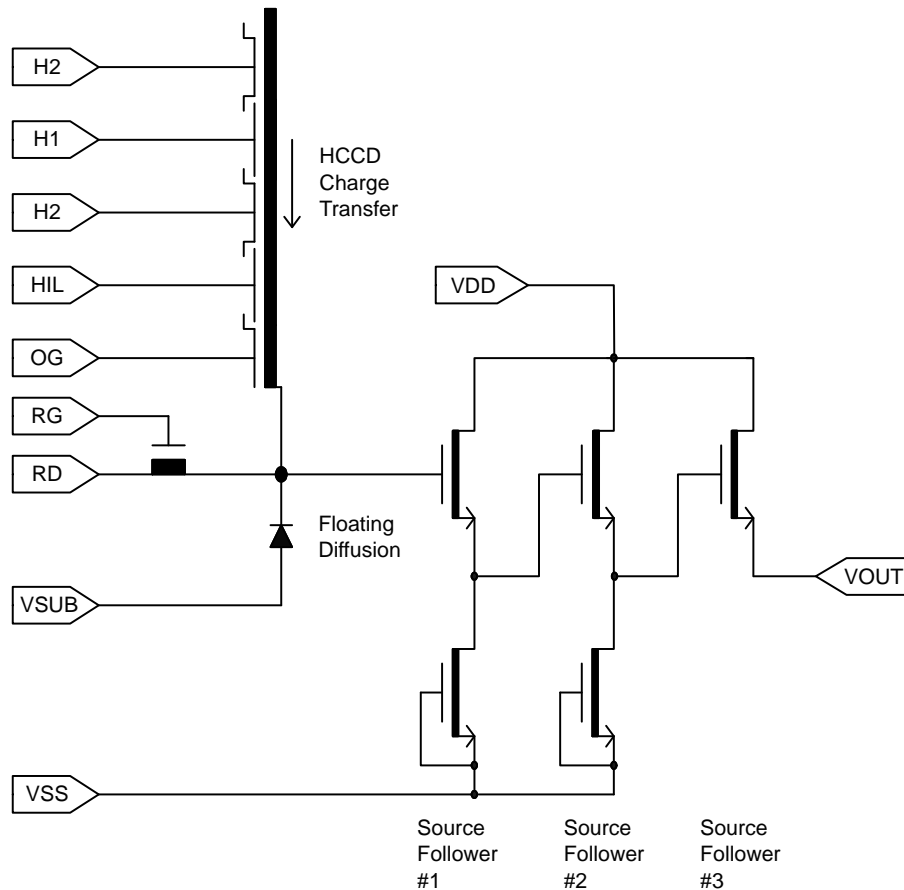 H2
H1
HCCD
Charge
Transfer
H2
HIL
VDD
OG
RG
RD
Floating
Diffusion
VSUB
VOUT
VSS
Source
Follower
#1
Source
Follower
#2
Source
Follower
#3